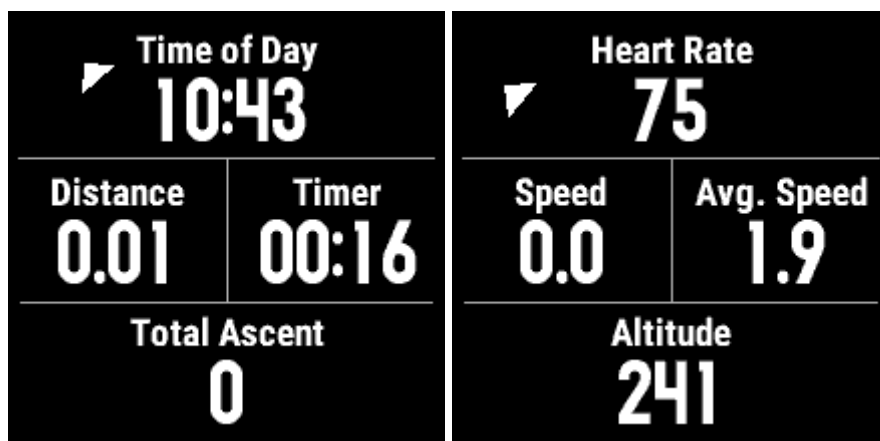 Time of Day
10:43
Distance
0.01
Timer
00:16
Total Ascent
0
Heart Rate
75
Speed
0.0
Avg. Speed
1.9
Altitude
241